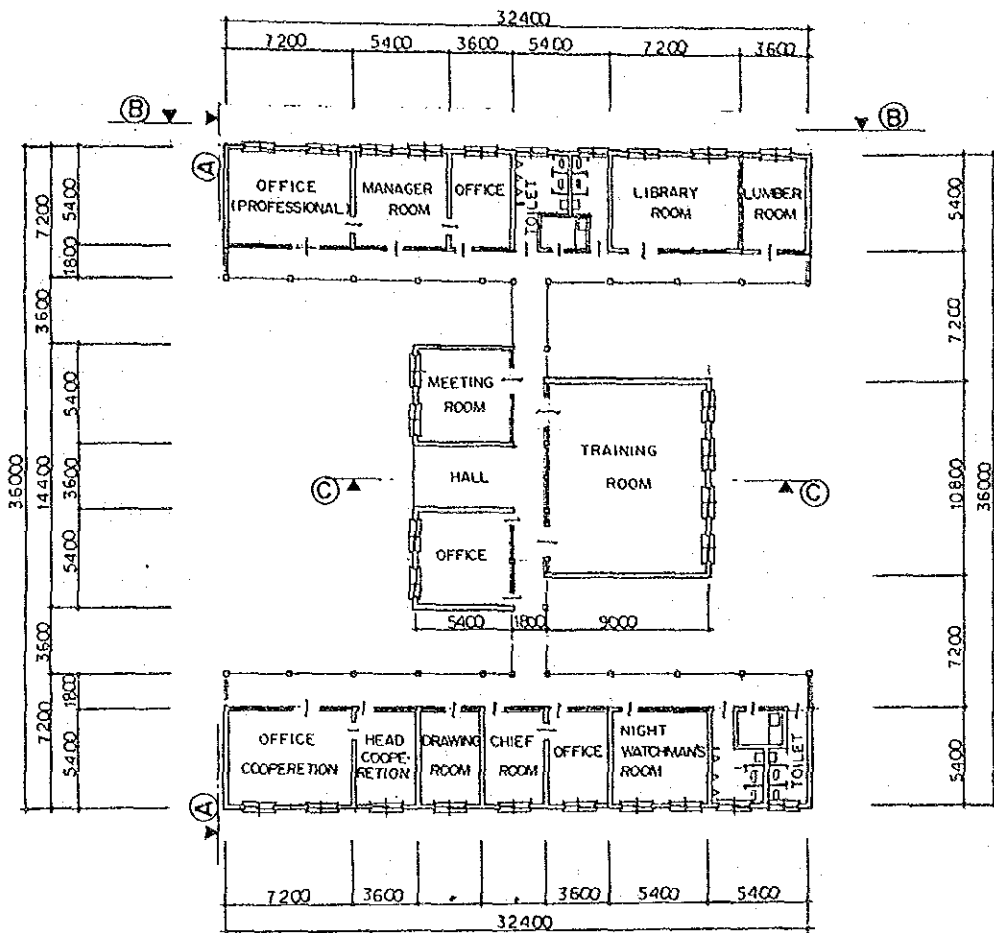 32400
7200 5400 3600 5400 7200 3600
B B
A
OFFICE
(PROFESSIONAL)
MANAGER
ROOM
OFFICE
TOILET
LIBRARY
ROOM
LUMBER
ROOM
36000
7200
3600
14400
3600
7200
5400
1800
5400
3600
5400
1800
5400
MEETING
ROOM
HALL
OFFICE
TRAINING
ROOM
C C
5400 1800 9000
5400
7200
10800
7200
5400
36000
OFFICE
COOPERETION
HEAD
COOPE-
RETION
DRAWING
ROOM
CHIEF
ROOM
OFFICE
NIGHT
WATCHMAN'S
ROOM
TOILET
A
7200 3600 3600 5400 5400
32400